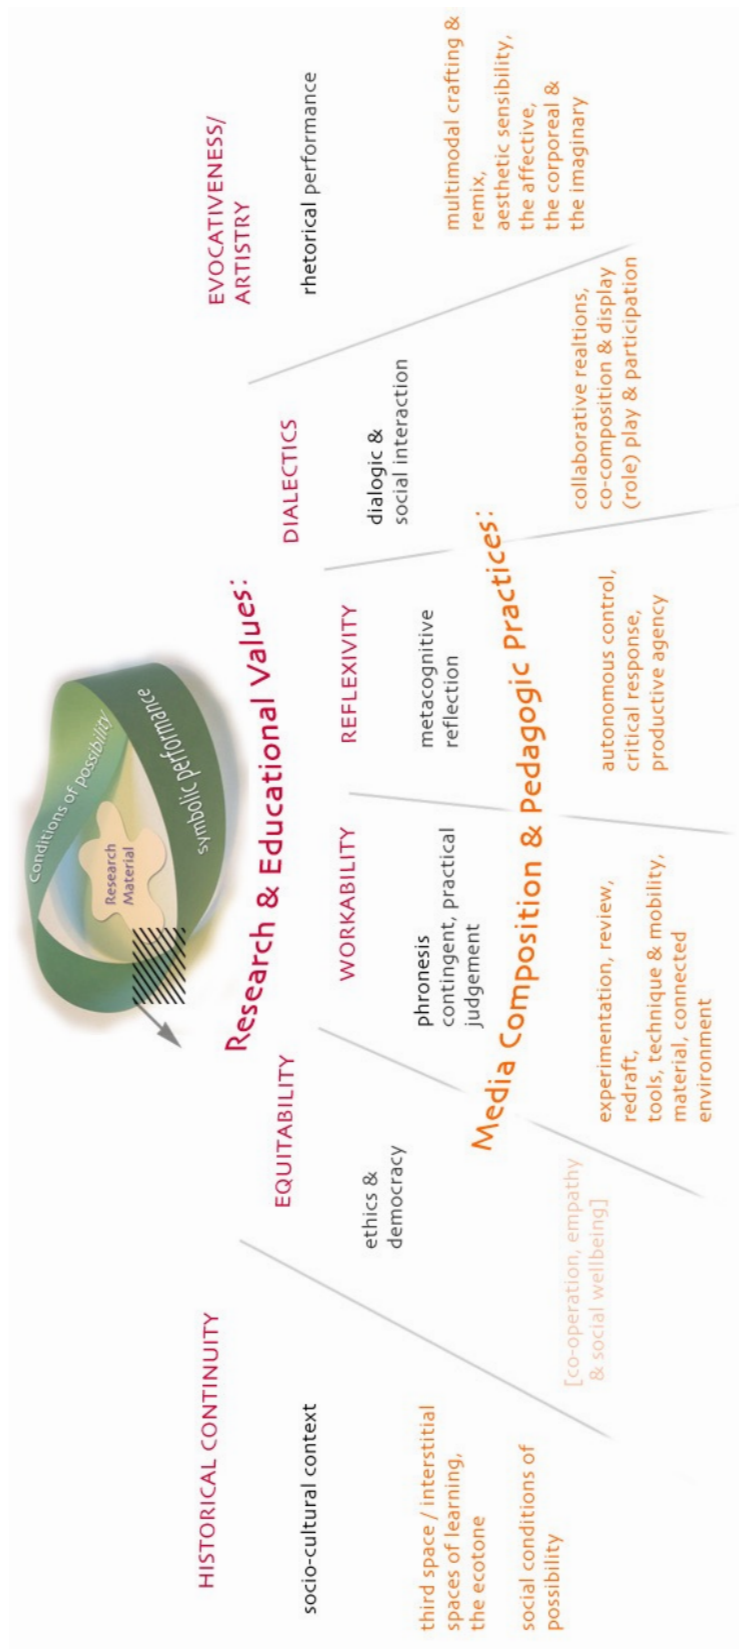 conditions of possibility
Research
Material
symbolic performance
Research & Educational Values:
HISTORICAL CONTINUITY
socio-cultural context
third space / interstitial
spaces of learning,
the ecotone
social conditions of
possibility
EQUITABILITY
ethics &
democracy
[co-operation, empathy
& social wellbeing]
WORKABILITY
phronesis
contingent, practical
judgement
experimentation, review,
redraft,
tools, technique & mobility,
material, connected
environment
REFLEXIVITY
metacognitive
reflection
autonomous control,
critical response,
productive agency
DIALECTICS
dialogic &
social interaction
collaborative realtions,
co-composition & display
(role) play & participation
EVOCATIVENESS/
ARTISTRY
rhetorical performance
multimodal crafting &
remix,
aesthetic sensibility,
the affective,
the corporeal &
the imaginary
Media Composition & Pedagogic Practices: